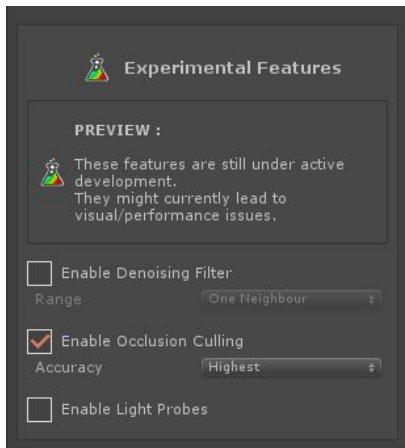 Experimental Features
PREVIEW :
These features are still under active
development.
They might currently lead to
visual/performance issues.
Enable Denoising Filter
Range One Neighbour
Enable Occlusion Culling
Accuracy Highest
Enable Light Probes